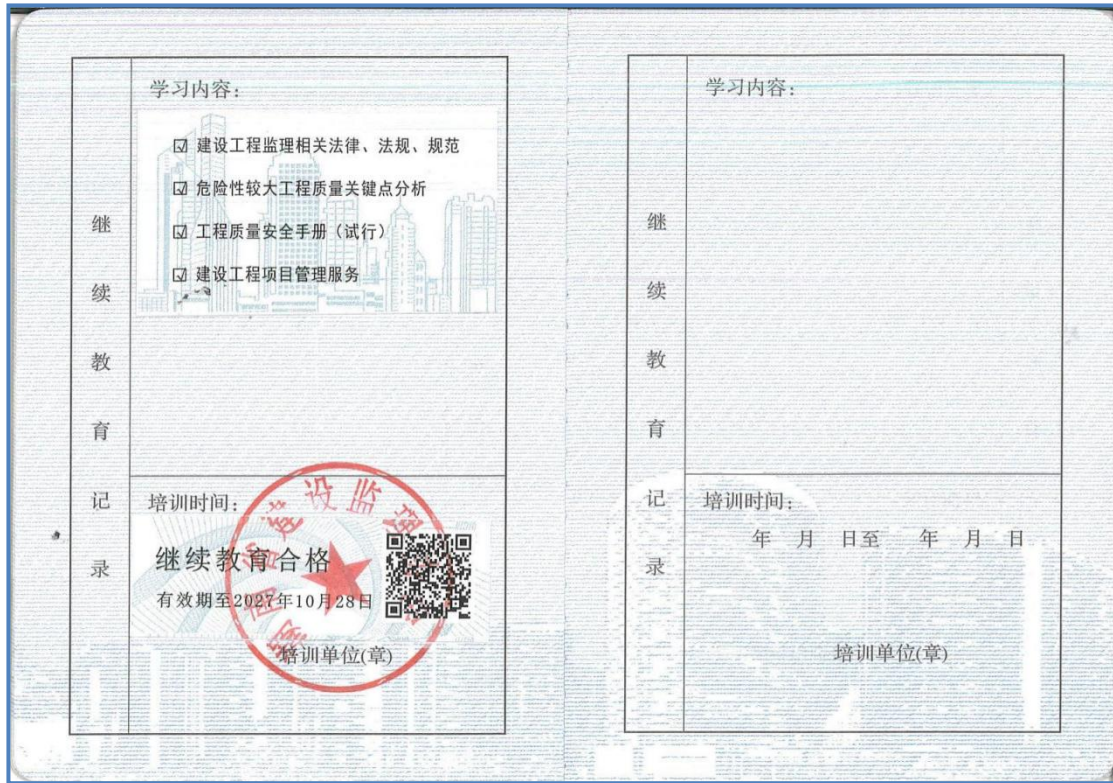 继续教育记录
学习内容：
☑ 建设工程监理相关法律、法规、规范
☑ 危险性较大工程质量关键点分析
☑ 工程质量安全手册（试行）
☑ 建设工程项目管理服务
培训时间：
继续教育合格
有效期至2027年10月28日
培训单位(章)
省建设监理
继续教育记录
学习内容：
培训时间：
年 月 日至 年 月 日
培训单位(章)